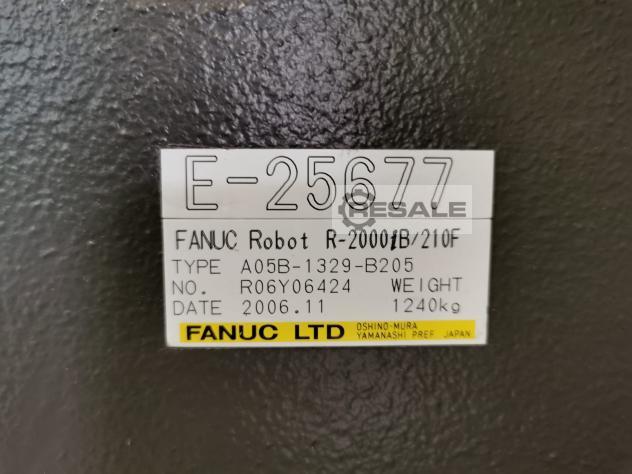 E-25677
RESALE
FANUC Robot R-2000iB/210F
TYPE A05B-1329-B205
NO. R06Y06424 WEIGHT
DATE 2006.11 1240kg
FANUC LTD OSHINO-MURA
YAMANASHI PREF. JAPAN